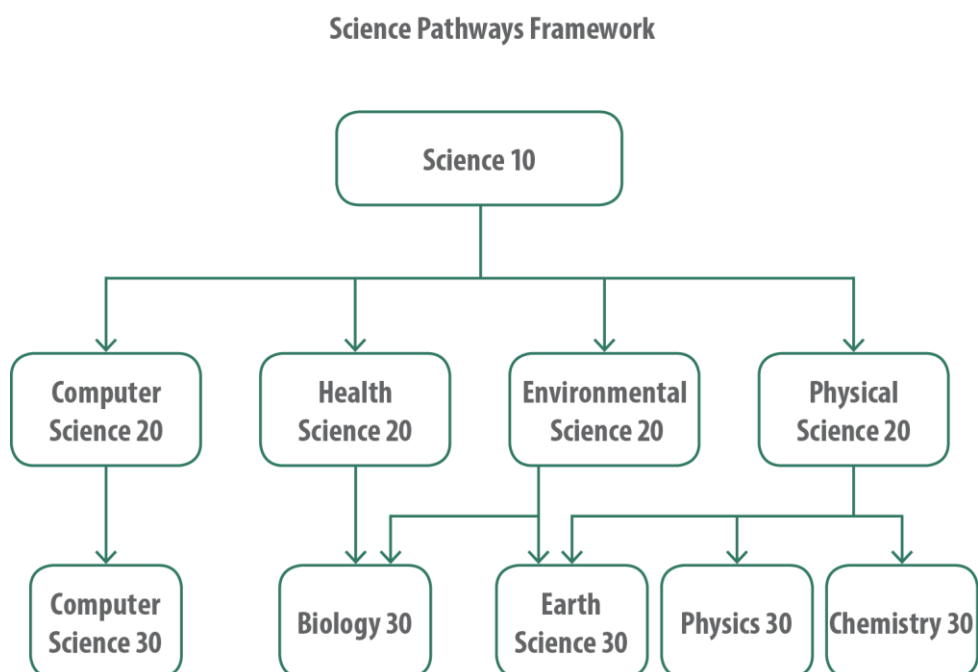 Science Pathways Framework
Science 10
Computer
Science 20
Health
Science 20
Environmental
Science 20
Physical
Science 20
Computer
Science 30
Biology 30
Earth
Science 30
Physics 30
Chemistry 30